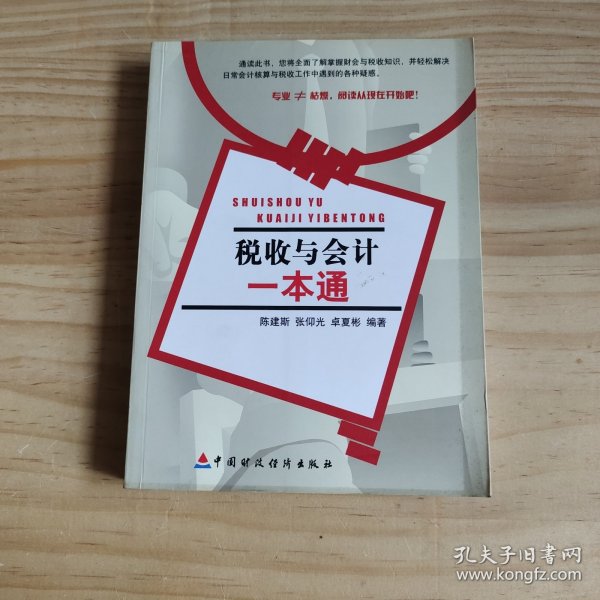 通读此书，您将全面了解掌握财会与税收知识，并轻松解决
日常会计核算与税收工作中遇到的各种疑惑。
专业 ≠ 枯燥，阅读从现在开始吧！
SHUISHOU YU
KUAIJI YIBENTONG
税收与会计
一本通
陈建斯 张仰光 卓夏彬 编著
中国财政经济出版社
孔夫子旧书网
www.kongfz.com